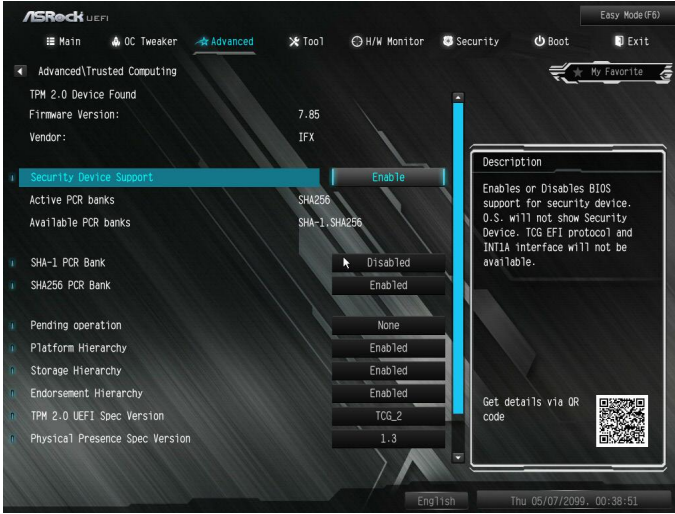 ASRock UEFI
Easy Mode(F6)
Main OC Tweaker Advanced Tool H/W Monitor Security Boot Exit
Advanced\Trusted Computing
My Favorite
TPM 2.0 Device Found
Firmware Version: 7.85
Vendor: IFX
Security Device Support Enable
Active PCR banks SHA256
Available PCR banks SHA-1,SHA256
SHA-1 PCR Bank Disabled
SHA256 PCR Bank Enabled
Pending operation None
Platform Hierarchy Enabled
Storage Hierarchy Enabled
Endorsement Hierarchy Enabled
TPM 2.0 UEFI Spec Version TCG_2
Physical Presence Spec Version 1.3
Description
Enables or Disables BIOS
support for security device.
O.S. will not show Security
Device. TCG EFI protocol and
INT1A interface will not be
available.
Get details via QR
code
English
Thu 05/07/2099. 00:38:51